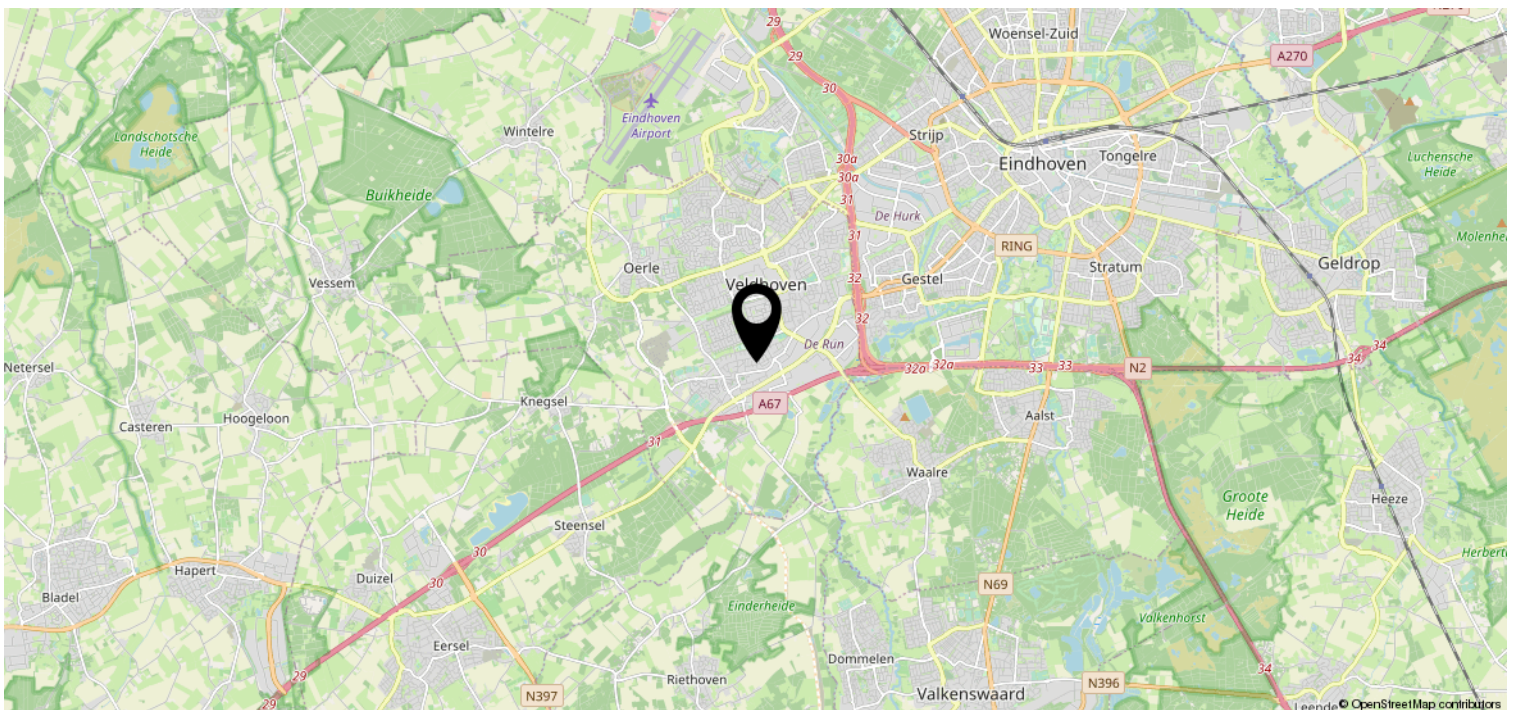 29
Woensel-Zuid
29
A270
30
Landschotsche
Heide
Wintelre
Eindhoven
Airport
Strijp
Eindhoven
Tongelre
30a
30a
Luchensche
Heide
Buikheide
31
De Hurk
31
RING
Molenhe
Oerle
Geldrop
Vessem
Veldhoven
32
Gestel
Stratum
32
De Run
34
34
Netersel
32a
32a
33
33
N2
Knegsel
A67
Casteren
Hoogeloon
Aalst
31
Waalre
Groote
Heide
Heeze
Steensel
30
Herbert
Hapert
Duizel
30
N69
Bladel
Einderheide
Valkenhorst
Eersel
Dommelen
34
29
Riethoven
N397
Valkenswaard
N396
29
Leende
© OpenStreetMap contributors